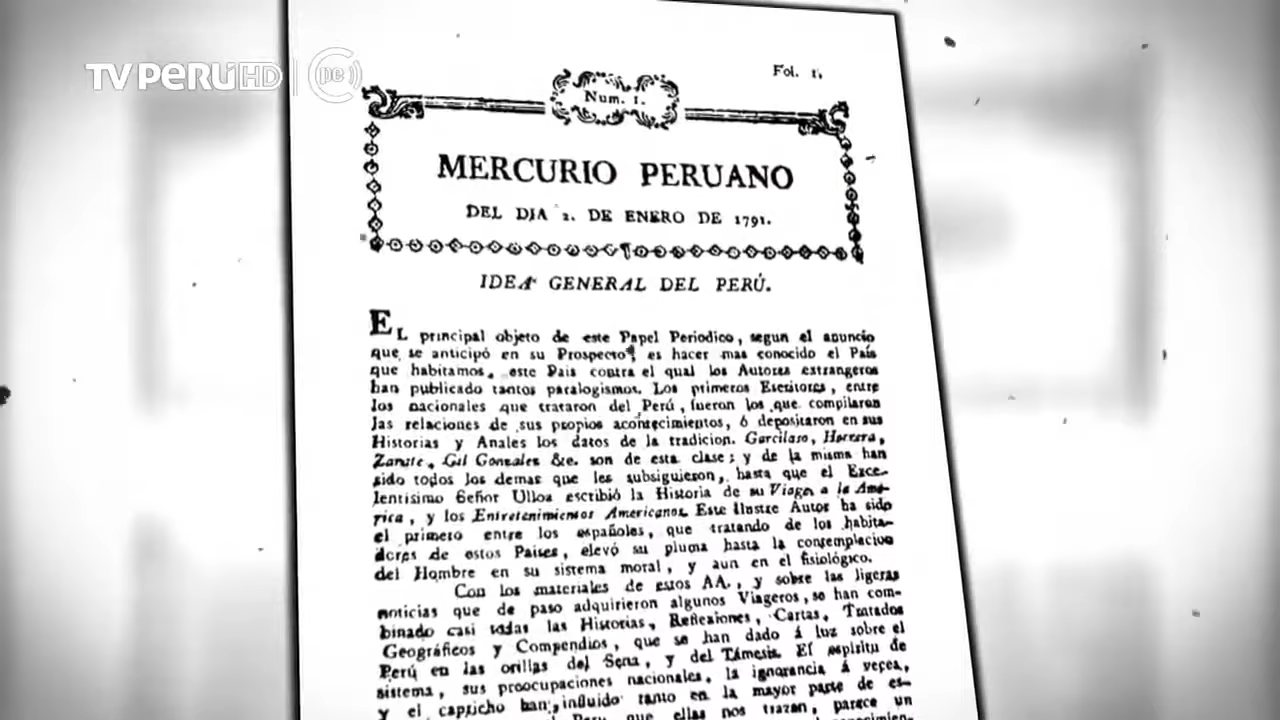 TVPERÚHD | pe
Fol. 1.
Num. 1.
MERCURIO PERUANO
DEL DIA 2. DE ENERO DE 1791.
IDEA GENERAL DEL PERÚ.
EL principal objeto de este Papel Periodico, segun el anuncio
que se anticipó en su Prospecto, es hacer mas conocido el País
que habitamos, este Pais contra el qual los Autores extrangeros
han publicado tantos paralogismos. Los primeros Escritores, entre
los nacionales que trataron del Perú, fueron los que compilaron
las relaciones de sus propios acontecimientos, ó depositaron en sus
Historias y Anales los datos de la tradicion. Garcilaso, Herrera,
Zarate, Gil Gonzales &c. son de esta clase; y de la misma han
sido todos los demas que les subsiguieron, hasta que el Exce-
lentisimo Señor Ulloa escribió la Historia de su Viage a la Amé-
rica, y los Entretenimientos Americanos. Este Ilustre Autor ha sido
el primero entre los españoles, que tratando de los habita-
dores de estos Paises, elevó su pluma hasta la contemplacion
del Hombre en su sistema moral, y aun en el fisiológico.
Con los materiales de estos AA., y sobre las ligeras
noticias que de paso adquirieron algunos Viageros, se han com-
binado casi todas las Historias, Reflexiones, Cartas, Tratados
Geográficos y Compendios, que se han dado á luz sobre el
Perú en las orillas del Sena, y del Támesis. El espiritu de
sistema, sus preocupaciones nacionales, la ignorancia á veces,
y el capricho han influido tanto en la mayor parte de es-
que ellas nos trazan, parece un